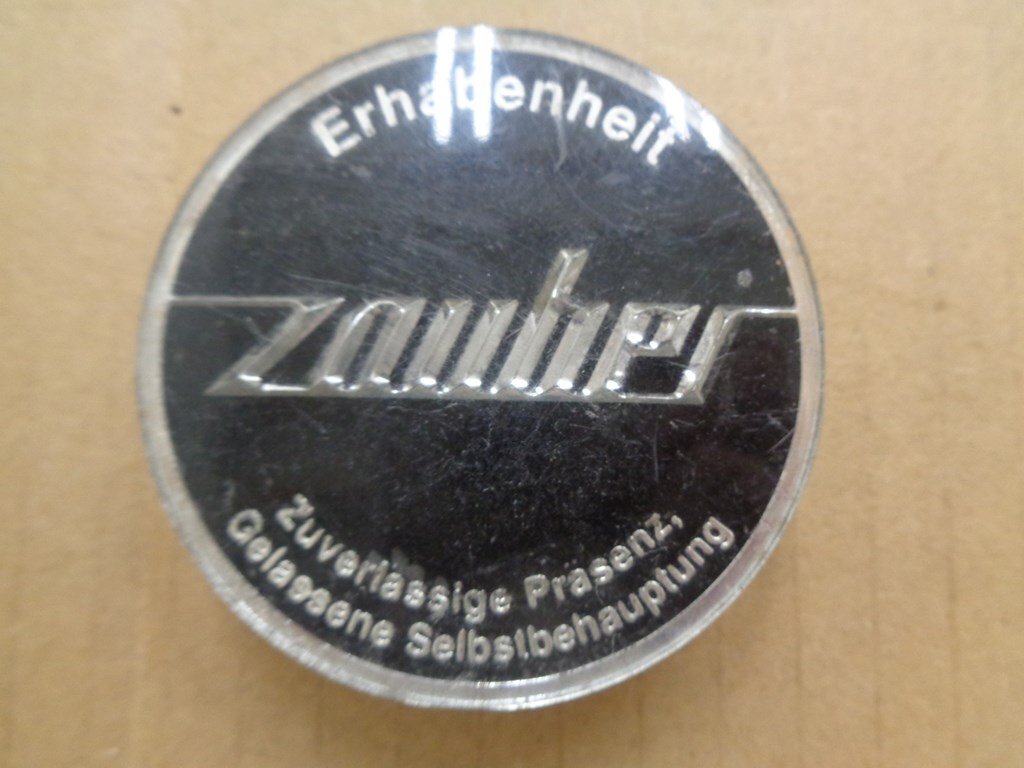 Erhabenheit
zauber
Zuverlässige Präsenz,
Gelassene Selbstbehauptung